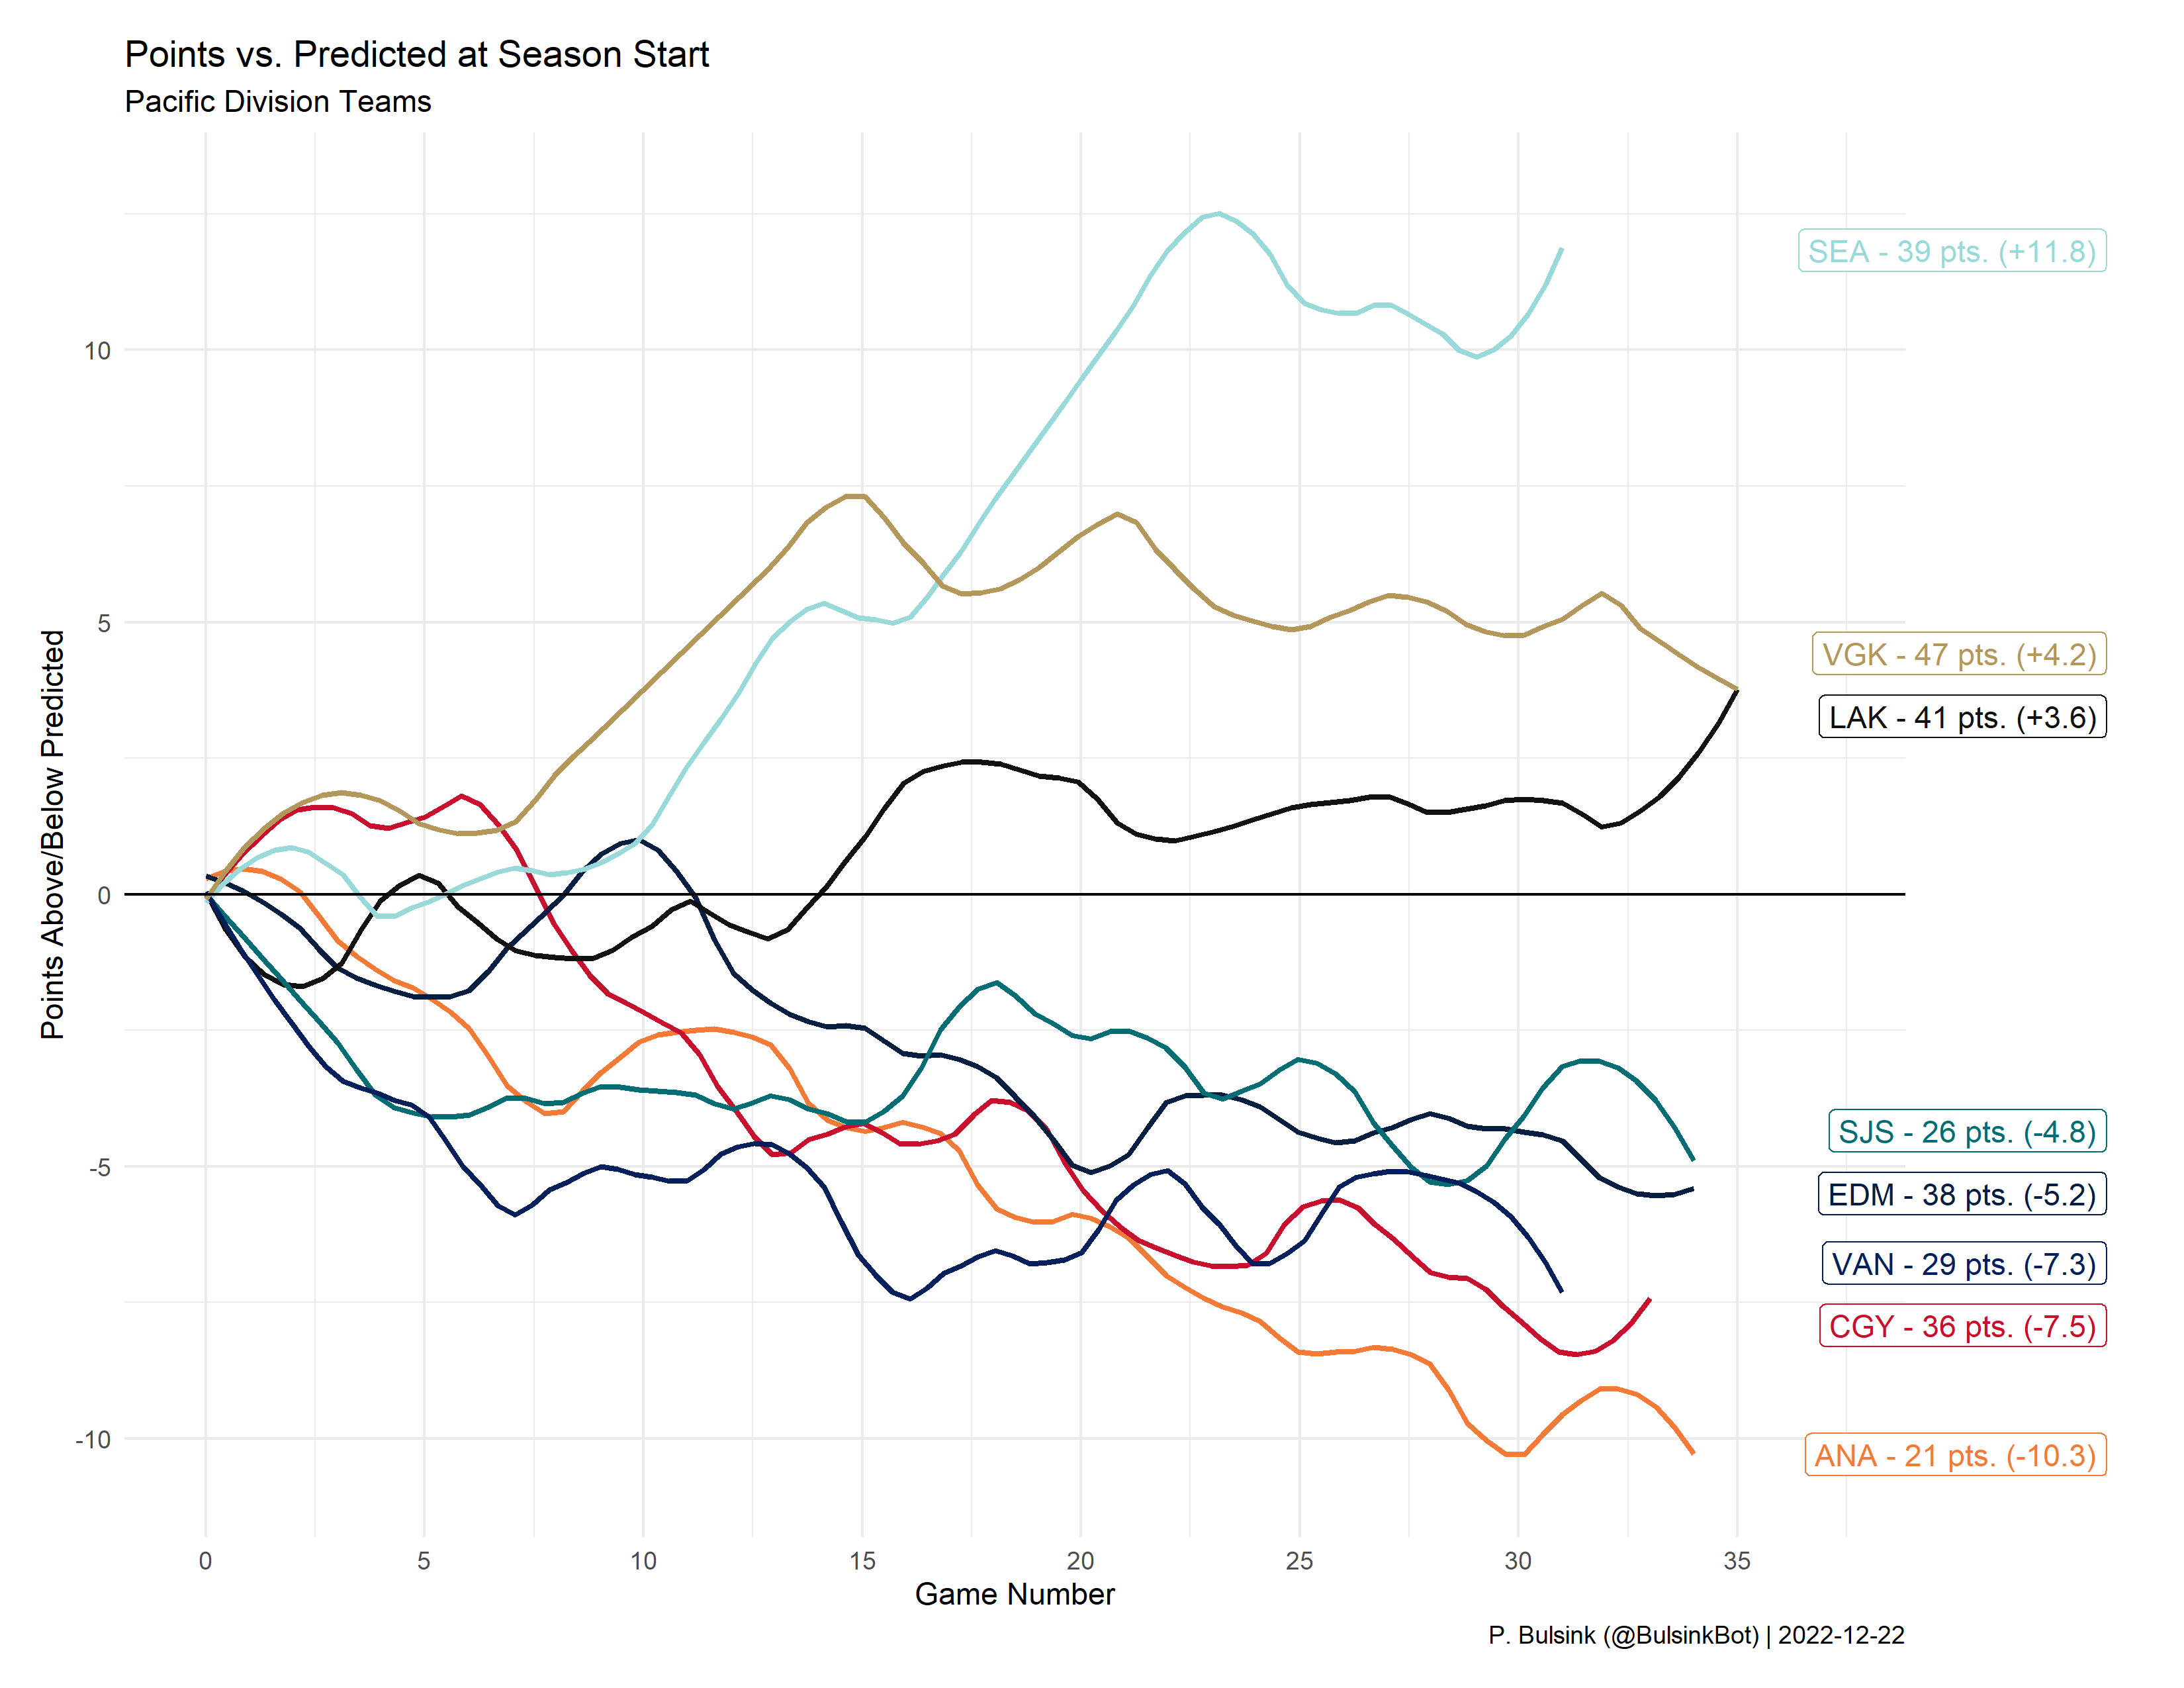 Points vs. Predicted at Season Start
Pacific Division Teams
Points Above/Below Predicted
10
5
0
-5
-10
SEA - 39 pts. (+11.8)
VGK - 47 pts. (+4.2)
LAK - 41 pts. (+3.6)
SJS - 26 pts. (-4.8)
EDM - 38 pts. (-5.2)
VAN - 29 pts. (-7.3)
CGY - 36 pts. (-7.5)
ANA - 21 pts. (-10.3)
0 5 10 15 20 25 30 35
Game Number
P. Bulsink (@BulsinkBot) | 2022-12-22